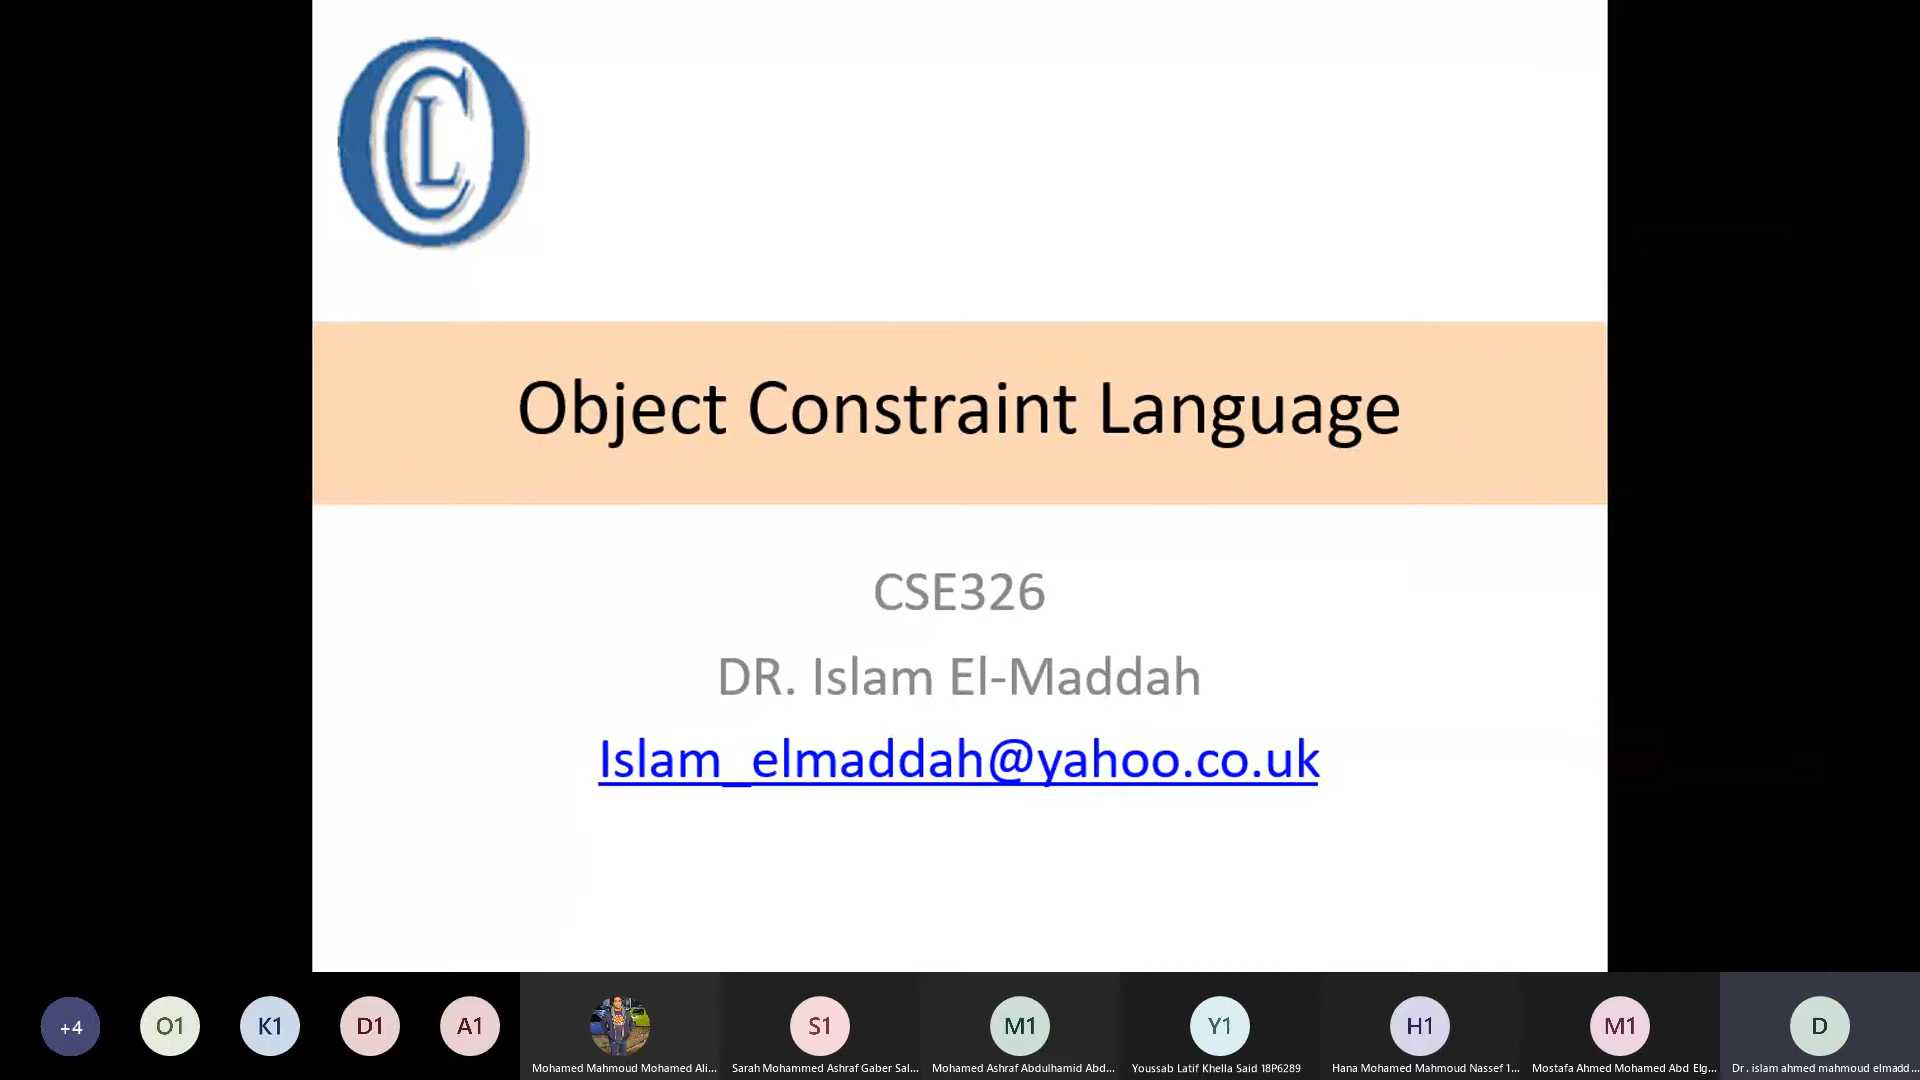 OCL
Object Constraint Language
CSE326
DR. Islam El-Maddah
Islam_elmaddah@yahoo.co.uk
+4
O1
K1
D1
A1
S1
M1
Y1
H1
M1
D
Mohamed Mahmoud Mohamed Ali...
Sarah Mohammed Ashraf Gaber Sal...
Mohamed Ashraf Abdulhamid Abd...
Youssab Latif Khella Said 18P6289
Hana Mohamed Mahmoud Nassef 1...
Mostafa Ahmed Mohamed Abd Elg...
Dr. islam ahmed mahmoud elmadd...